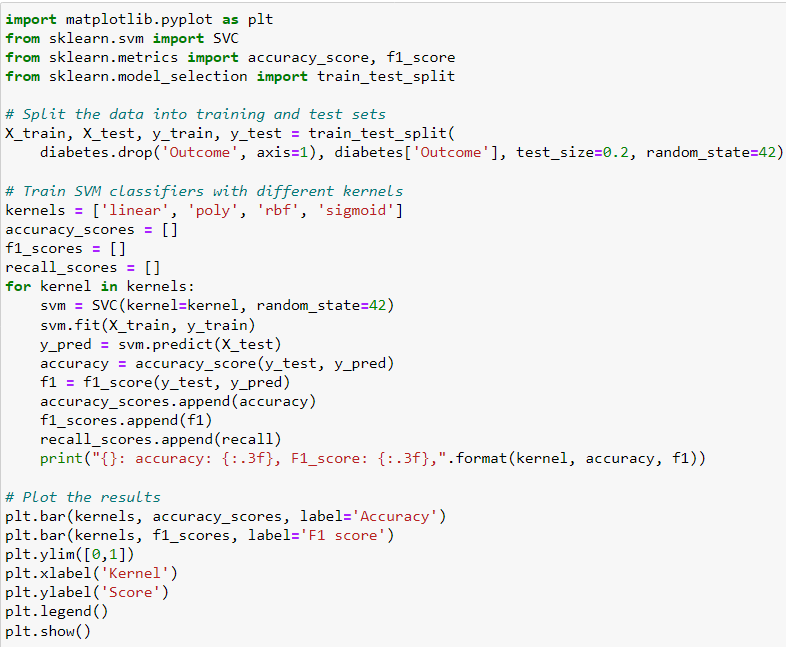 import matplotlib.pyplot as plt
from sklearn.svm import SVC
from sklearn.metrics import accuracy_score, f1_score
from sklearn.model_selection import train_test_split

# Split the data into training and test sets
X_train, X_test, y_train, y_test = train_test_split(
    diabetes.drop('Outcome', axis=1), diabetes['Outcome'], test_size=0.2, random_state=42)

# Train SVM classifiers with different kernels
kernels = ['linear', 'poly', 'rbf', 'sigmoid']
accuracy_scores = []
f1_scores = []
recall_scores = []
for kernel in kernels:
    svm = SVC(kernel=kernel, random_state=42)
    svm.fit(X_train, y_train)
    y_pred = svm.predict(X_test)
    accuracy = accuracy_score(y_test, y_pred)
    f1 = f1_score(y_test, y_pred)
    accuracy_scores.append(accuracy)
    f1_scores.append(f1)
    recall_scores.append(recall)
    print("{}: accuracy: {:.3f}, F1_score: {:.3f},".format(kernel, accuracy, f1))

# Plot the results
plt.bar(kernels, accuracy_scores, label='Accuracy')
plt.bar(kernels, f1_scores, label='F1 score')
plt.ylim([0,1])
plt.xlabel('Kernel')
plt.ylabel('Score')
plt.legend()
plt.show()